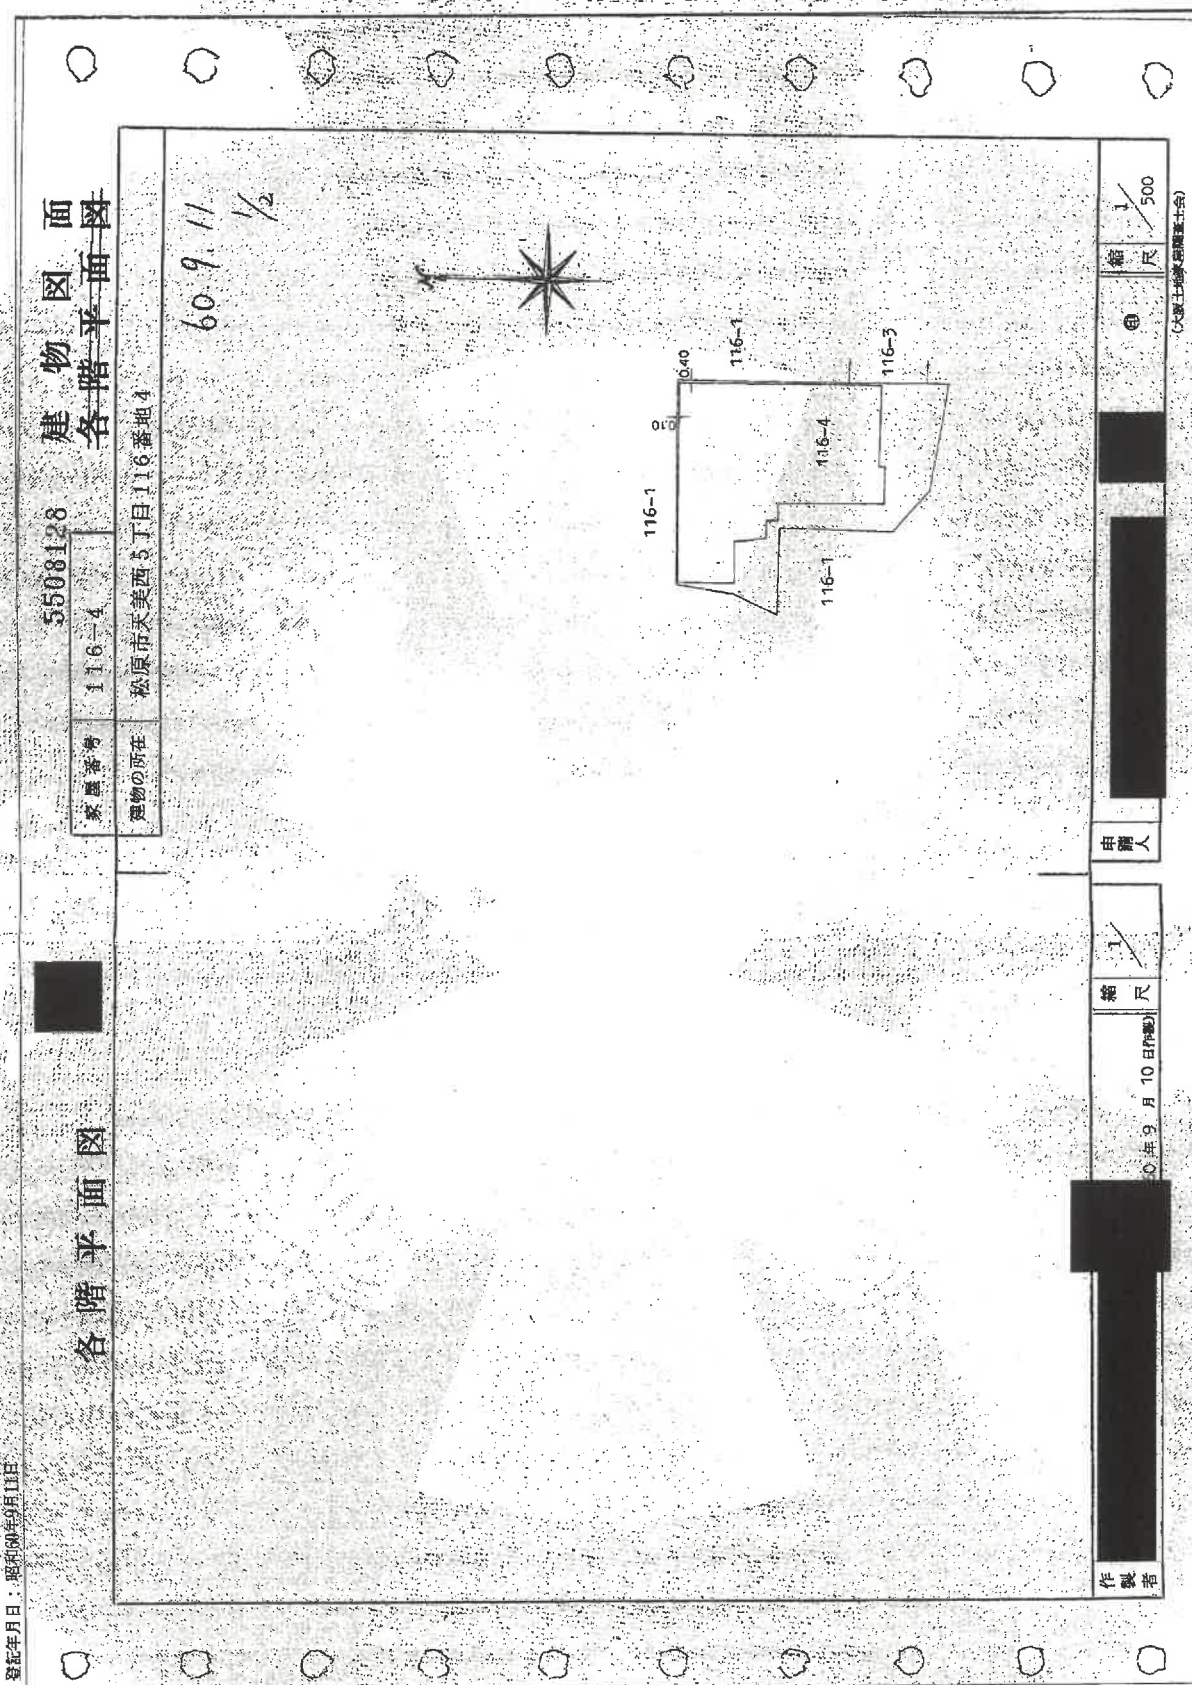 登記年月日：昭和60年9月11日
各階平面図
5508128
建物図面
各階平面図
家屋番号 116-4
建物の所在 松原市天美西5丁目116番地4
60.9.11
1/2
N
116-1
0.10
0.40
116-1
116-4
116-3
116-1
作製者
60年9月10日作製)
縮尺 1/
申請人
印
縮尺 1/500
(大阪土地家屋調査士会)